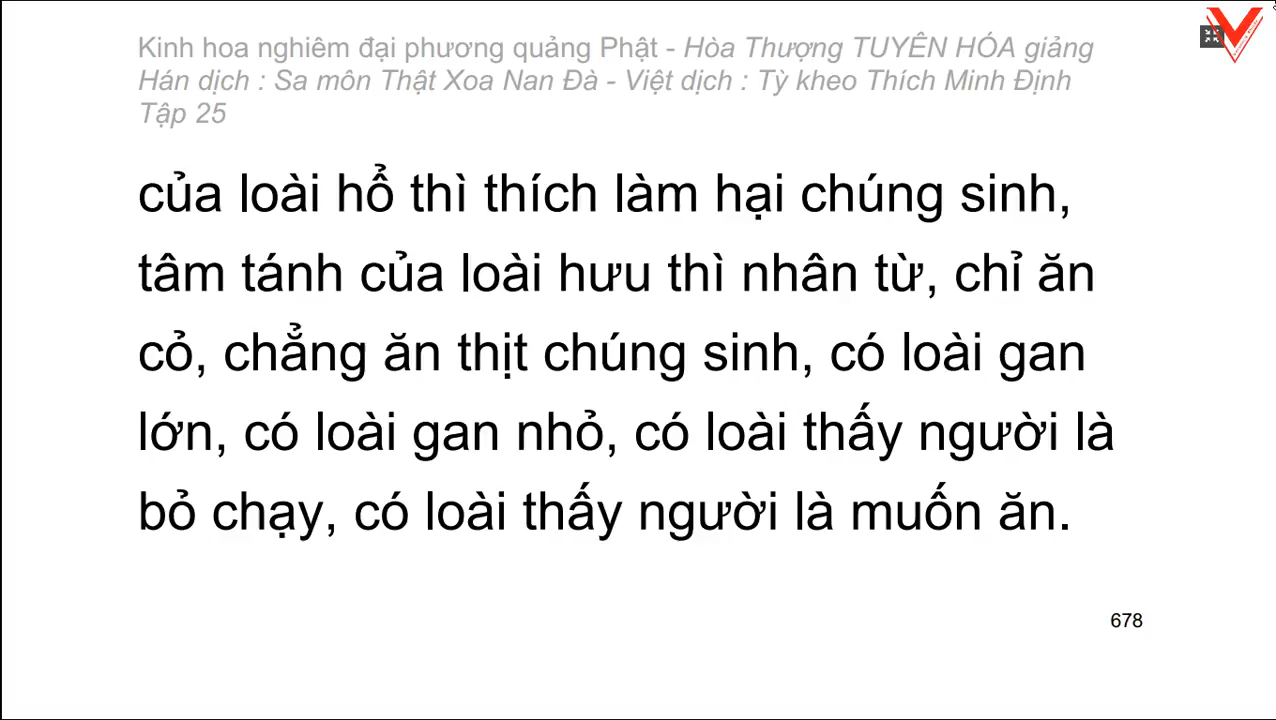 Kinh hoa nghiêm đại phương quảng Phật - Hòa Thượng TUYÊN HÓA giảng
Hán dịch : Sa môn Thật Xoa Nan Đà - Việt dịch : Tỳ kheo Thích Minh Định
Tập 25
của loài hổ thì thích làm hại chúng sinh,
tâm tánh của loài hưu thì nhân từ, chỉ ăn
cỏ, chẳng ăn thịt chúng sinh, có loài gan
lớn, có loài gan nhỏ, có loài thấy người là
bỏ chạy, có loài thấy người là muốn ăn.
678